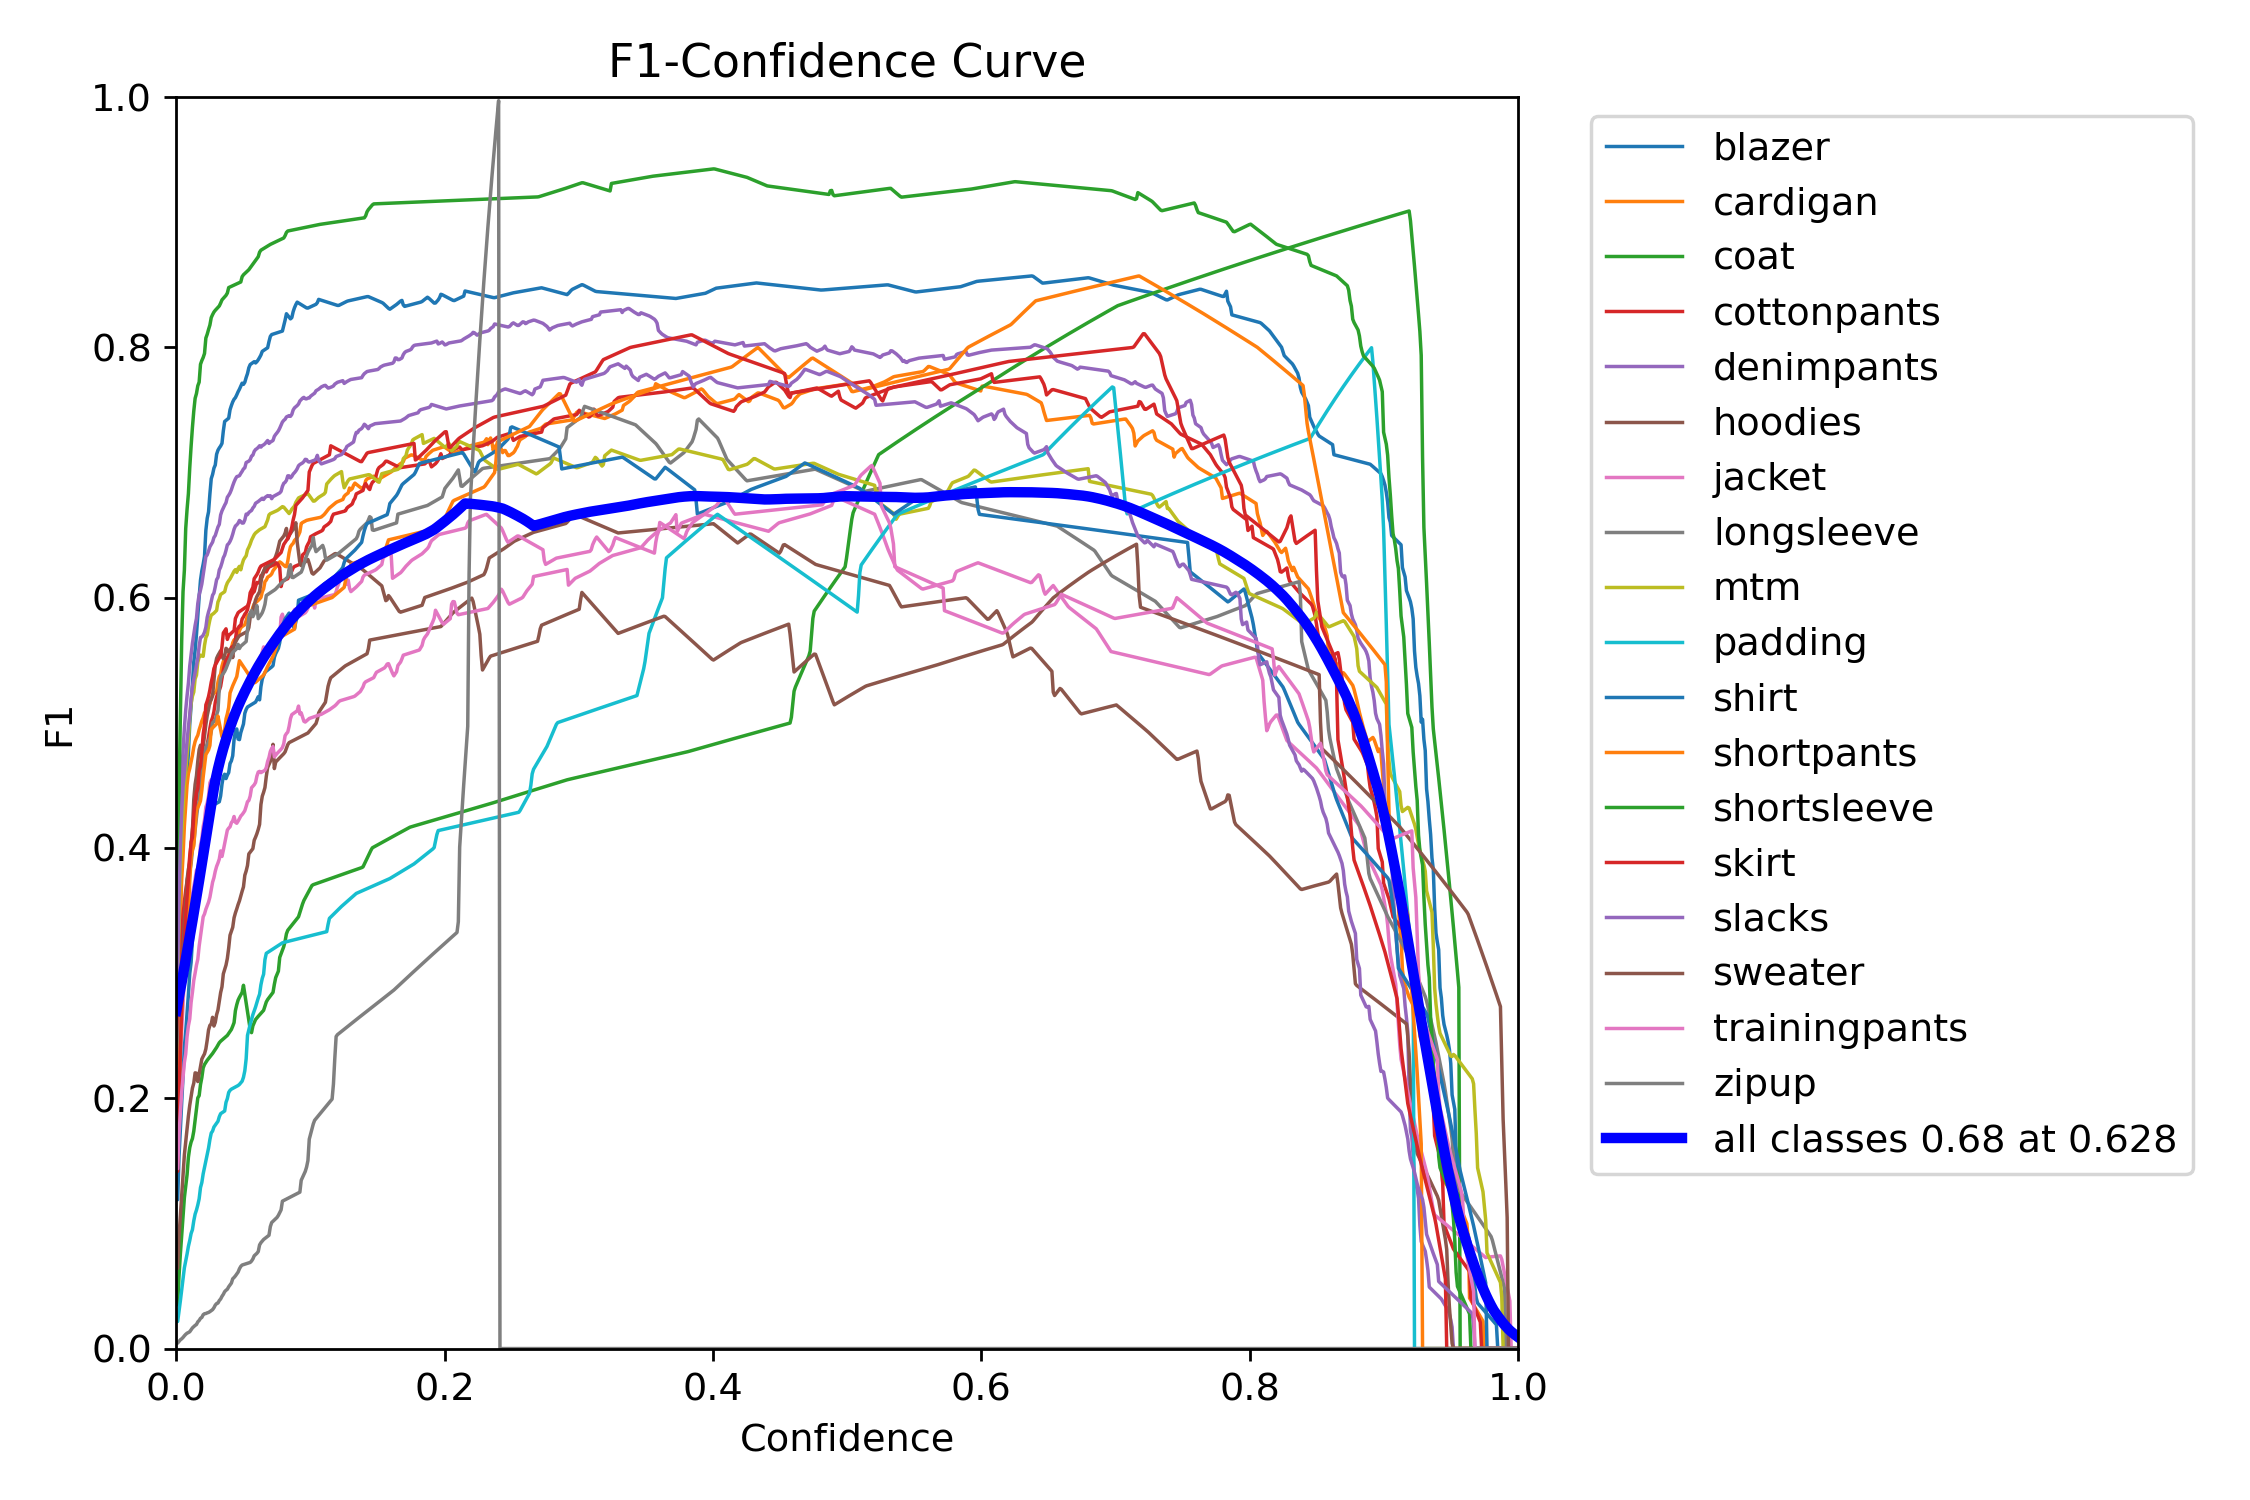 F1-Confidence Curve
1.0
0.8
0.6
0.4
0.2
0.0
F1
0.0 0.2 0.4 0.6 0.8 1.0
Confidence
blazer
cardigan
coat
cottonpants
denimpants
hoodies
jacket
longsleeve
mtm
padding
shirt
shortpants
shortsleeve
skirt
slacks
sweater
trainingpants
zipup
all classes 0.68 at 0.628